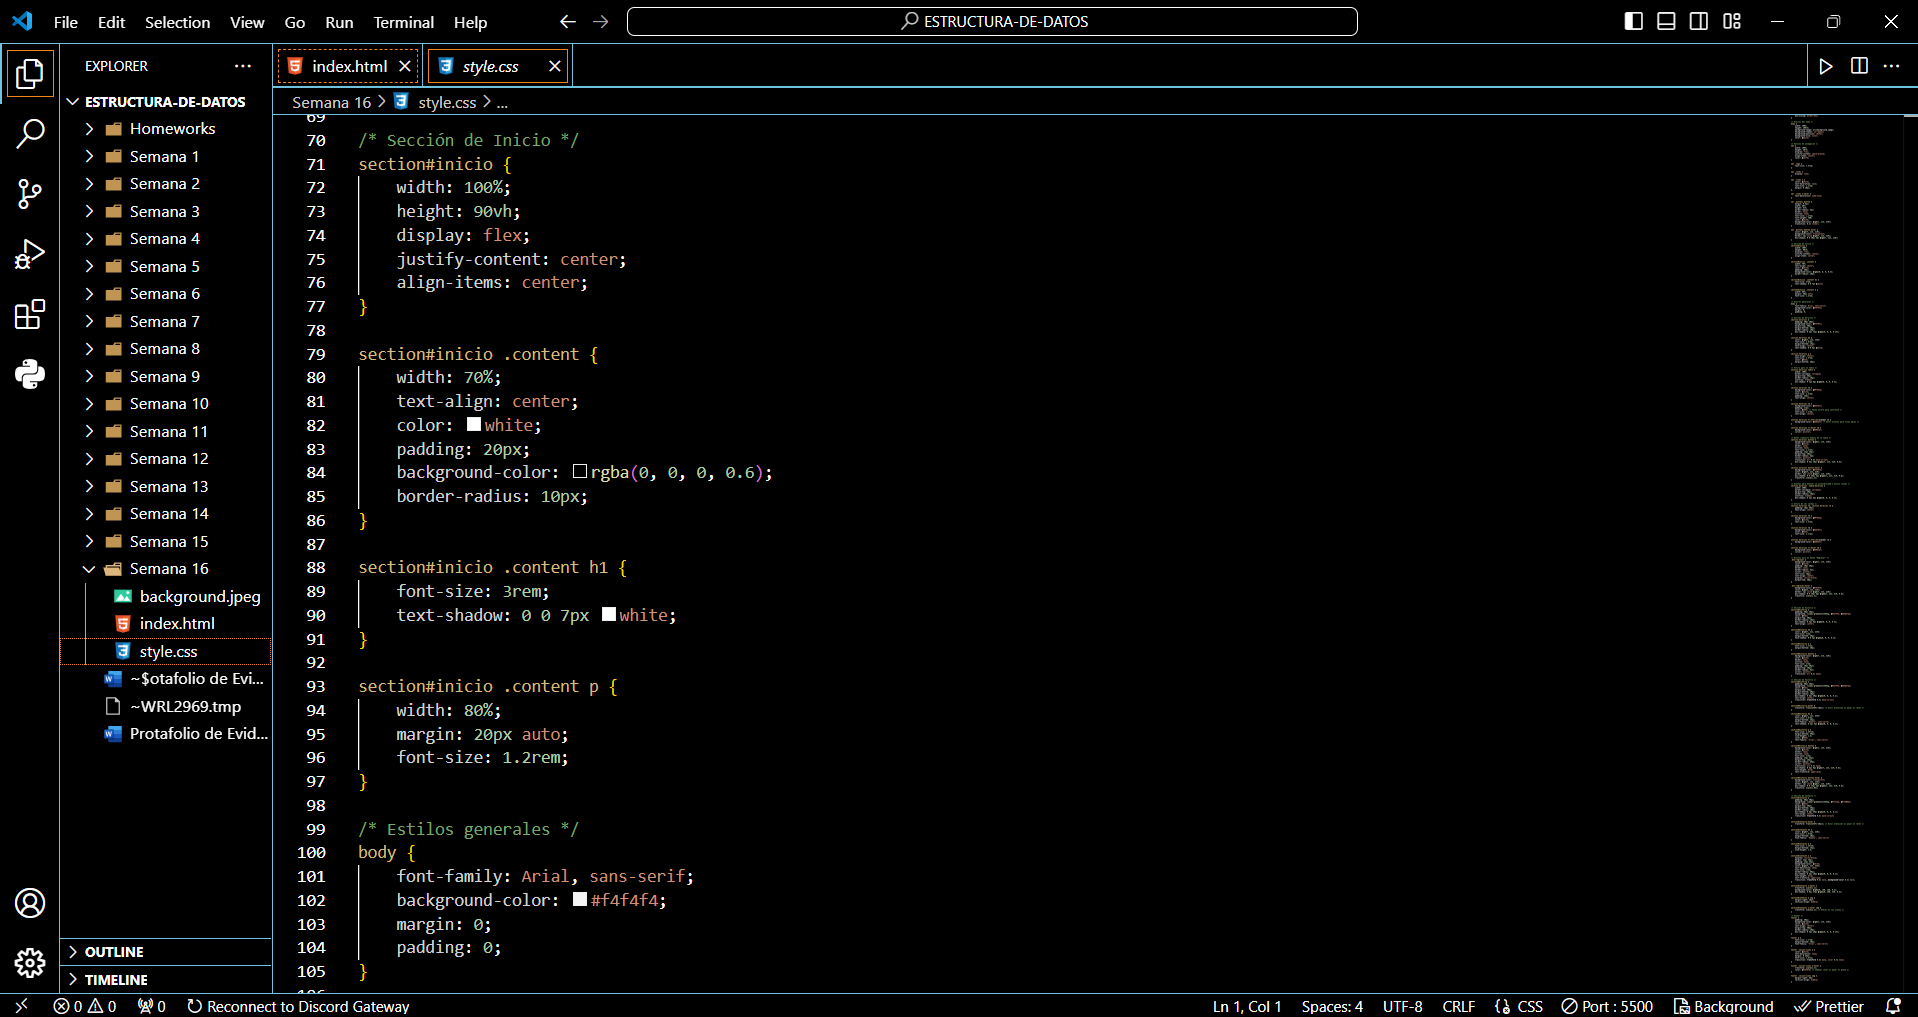 File Edit Selection View Go Run Terminal Help
ESTRUCTURA-DE-DATOS
EXPLORER
ESTRUCTURA-DE-DATOS
Homeworks
Semana 1
Semana 2
Semana 3
Semana 4
Semana 5
Semana 6
Semana 7
Semana 8
Semana 9
Semana 10
Semana 11
Semana 12
Semana 13
Semana 14
Semana 15
Semana 16
background.jpeg
index.html
style.css
~$otafolio de Evi...
~WRL2969.tmp
Protafolio de Evid...
OUTLINE
TIMELINE
index.html
style.css
Semana 16 > style.css > ...
69
70 /* Sección de Inicio */
71 section#inicio {
72 width: 100%;
73 height: 90vh;
74 display: flex;
75 justify-content: center;
76 align-items: center;
77 }
78
79 section#inicio .content {
80 width: 70%;
81 text-align: center;
82 color: white;
83 padding: 20px;
84 background-color: rgba(0, 0, 0, 0.6);
85 border-radius: 10px;
86 }
87
88 section#inicio .content h1 {
89 font-size: 3rem;
90 text-shadow: 0 0 7px white;
91 }
92
93 section#inicio .content p {
94 width: 80%;
95 margin: 20px auto;
96 font-size: 1.2rem;
97 }
98
99 /* Estilos generales */
100 body {
101 font-family: Arial, sans-serif;
102 background-color: #f4f4f4;
103 margin: 0;
104 padding: 0;
105 }
0 0 0 Reconnect to Discord Gateway
Ln 1, Col 1 Spaces: 4 UTF-8 CRLF {} CSS Port : 5500 Background Prettier